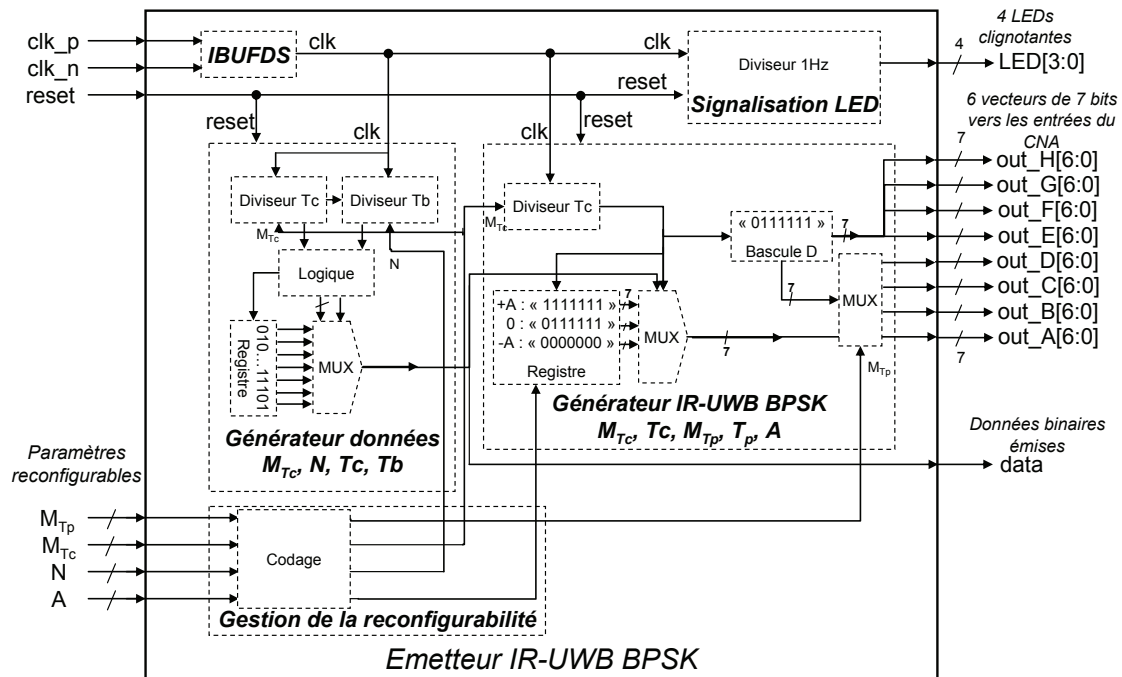 4 LEDs
clignotantes
clk_p
clk_n
reset
IBUFDS
clk
clk
Diviseur 1Hz
Signalisation LED
4
LED[3:0]
reset
reset
clk
clk
reset
6 vecteurs de 7 bits
vers les entrées du
CNA
7
out_H[6:0]
out_G[6:0]
out_F[6:0]
out_E[6:0]
out_D[6:0]
out_C[6:0]
out_B[6:0]
out_A[6:0]
7
Diviseur Tc
Diviseur Tb
MTc
N
Logique
Registre
010...11101
MUX
Générateur données
MTc, N, Tc, Tb
MTc
Diviseur Tc
« 0111111 »
Bascule D
7
7
MUX
+A : « 1111111 »
0 : « 0111111 »
-A : « 0000000 »
Registre
7
MUX
7
MTp
Générateur IR-UWB BPSK
MTc, Tc, MTp, Tp, A
Données binaires
émises
data
Paramètres
reconfigurables
MTp
MTc
N
A
Codage
Gestion de la reconfigurabilité
Emetteur IR-UWB BPSK